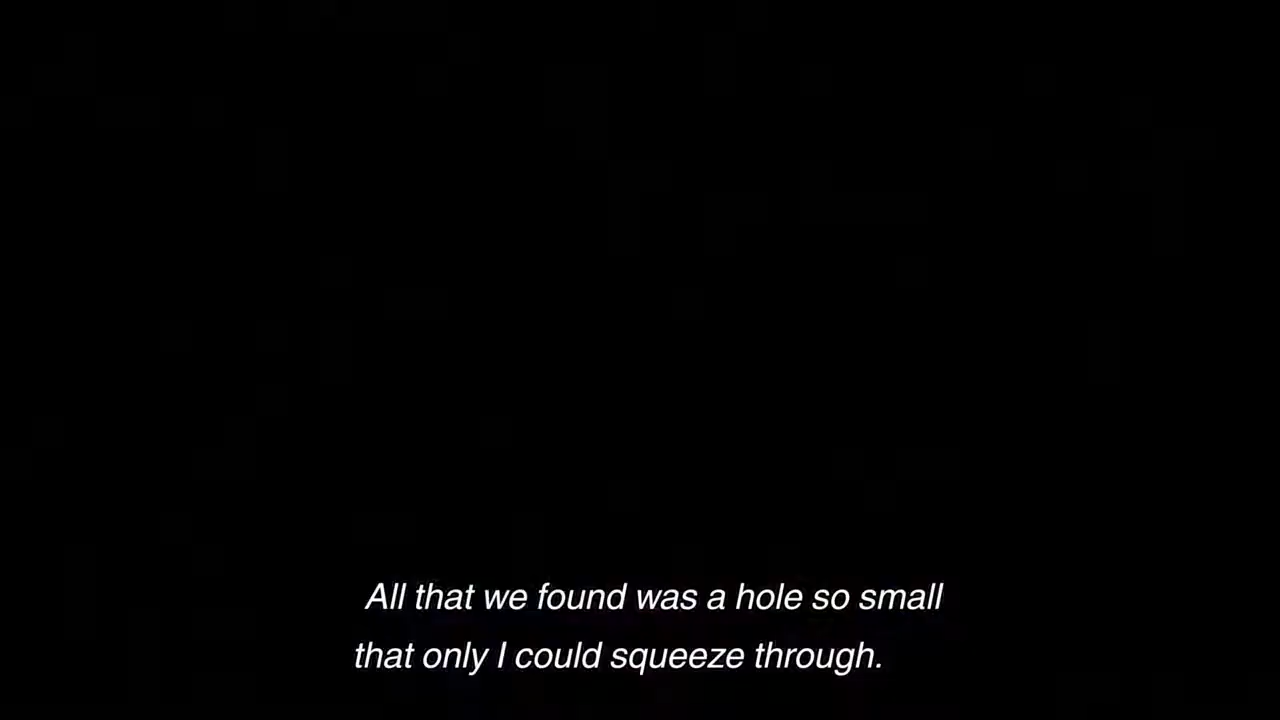 All that we found was a hole so small
that only I could squeeze through.